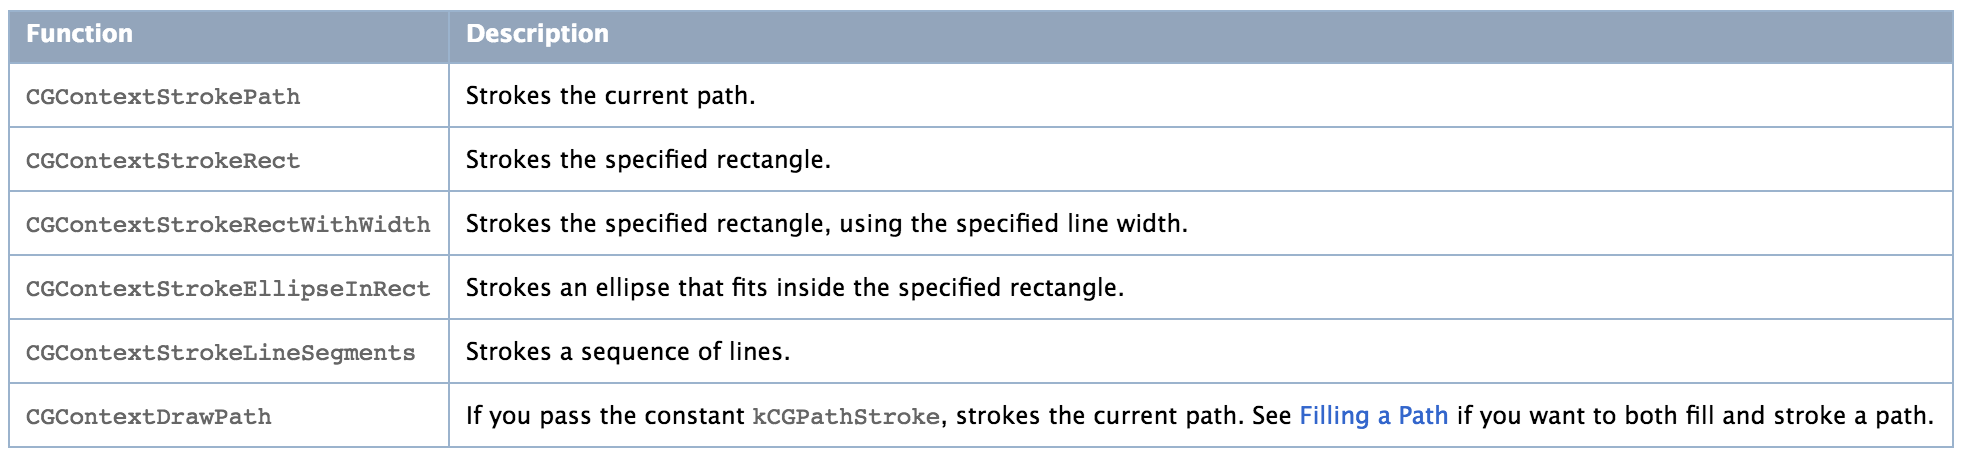 Function Description
CGContextStrokePath Strokes the current path.
CGContextStrokeRect Strokes the specified rectangle.
CGContextStrokeRectWithWidth Strokes the specified rectangle, using the specified line width.
CGContextStrokeEllipseInRect Strokes an ellipse that fits inside the specified rectangle.
CGContextStrokeLineSegments Strokes a sequence of lines.
CGContextDrawPath If you pass the constant kCGPathStroke, strokes the current path. See Filling a Path if you want to both fill and stroke a path.